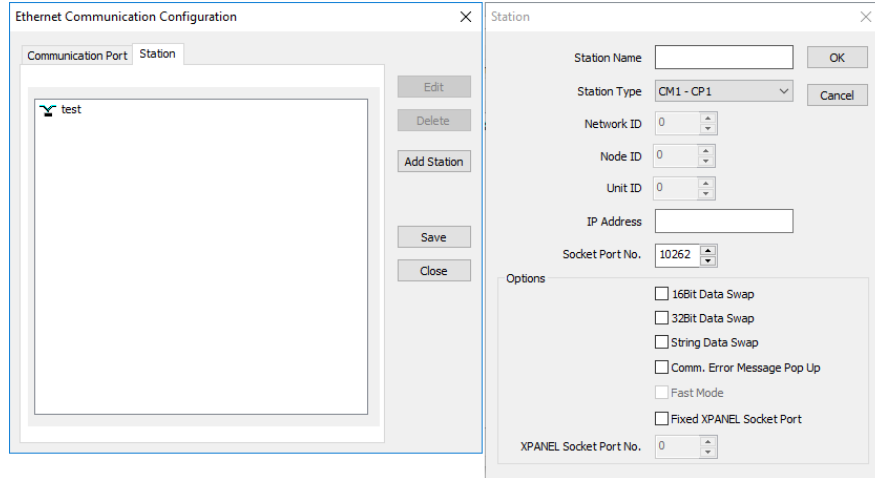 Ethernet Communication Configuration
Communication Port Station
test
Edit
Delete
Add Station
Save
Close
Station
Station Name
OK
Station Type CM1 - CP1
Cancel
Network ID 0
Node ID 0
Unit ID 0
IP Address
Socket Port No. 10262
Options
16Bit Data Swap
32Bit Data Swap
String Data Swap
Comm. Error Message Pop Up
Fast Mode
Fixed XPANEL Socket Port
XPANEL Socket Port No. 0